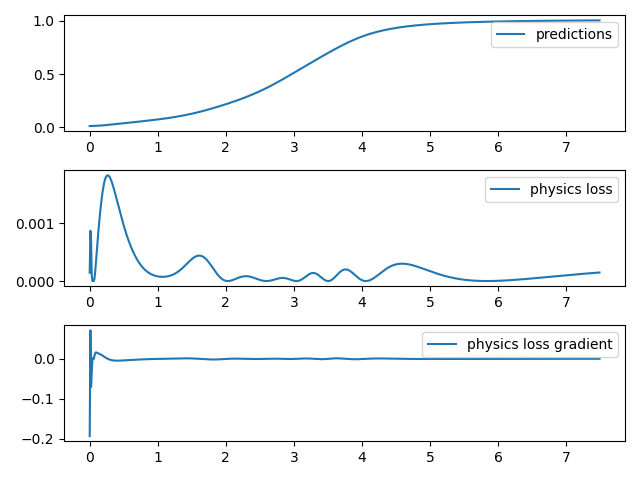 1.0
predictions
0.5
0.0
0 1 2 3 4 5 6 7
physics loss
0.001
0.000
0 1 2 3 4 5 6 7
physics loss gradient
0.0
−0.1
−0.2
0 1 2 3 4 5 6 7